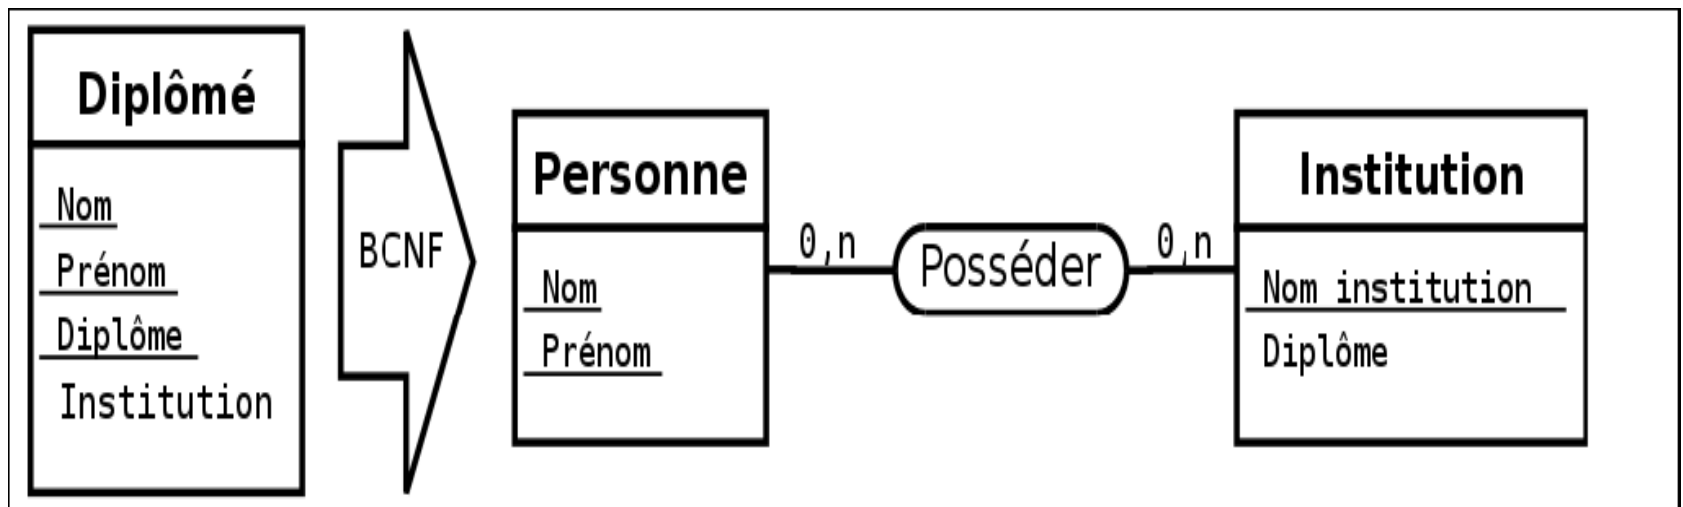 Diplômé
Nom
Prénom
Diplôme
Institution
BCNF
Personne
Nom
Prénom
0,n
Posséder
0,n
Institution
Nom institution
Diplôme